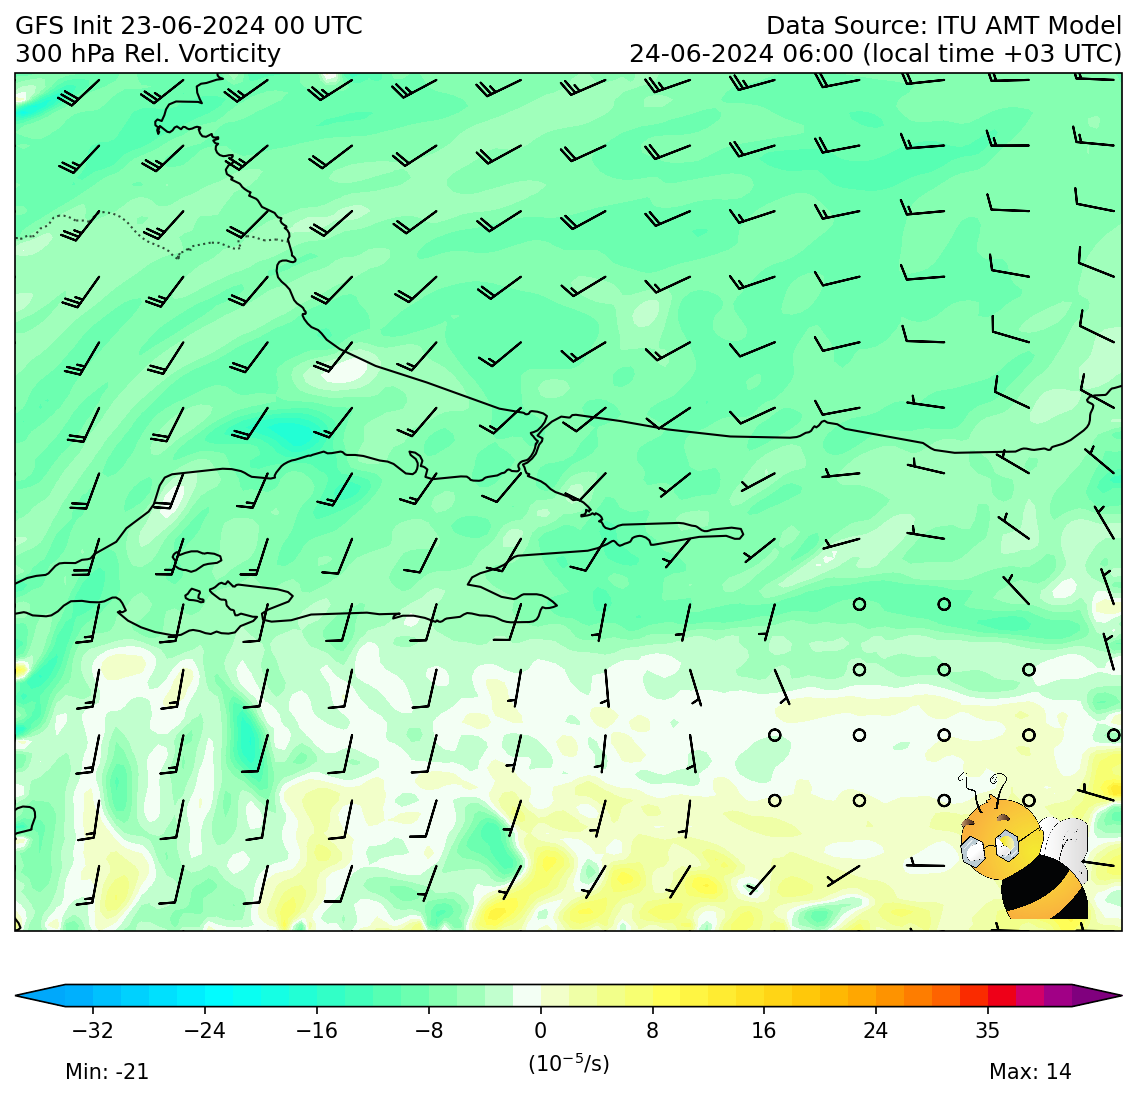 GFS Init 23-06-2024 00 UTC
Data Source: ITU AMT Model
300 hPa Rel. Vorticity
24-06-2024 06:00 (local time +03 UTC)
−32 −24 −16 −8 0 8 16 24 35
(10⁻⁵/s)
Min: -21
Max: 14